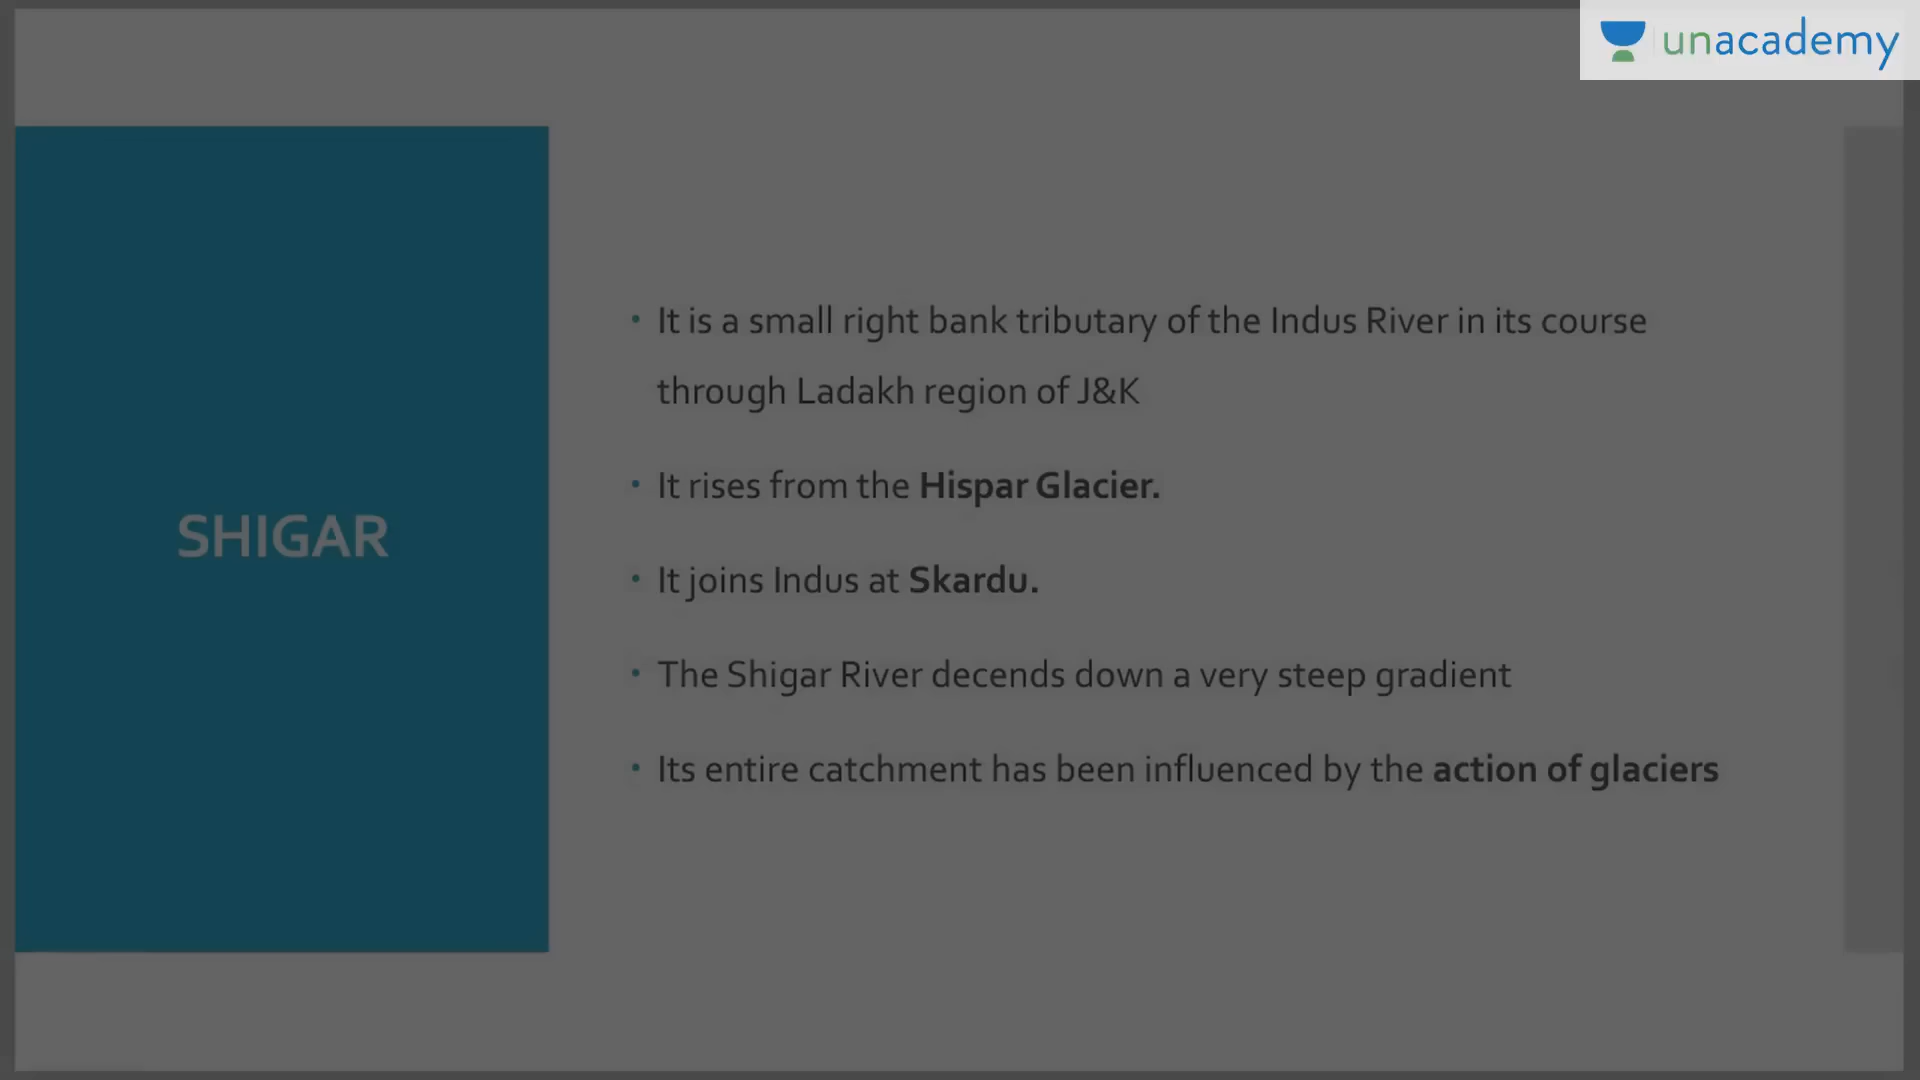 unacademy
SHIGAR
• It is a small right bank tributary of the Indus River in its course
through Ladakh region of J&K
• It rises from the Hispar Glacier.
• It joins Indus at Skardu.
• The Shigar River decends down a very steep gradient
• Its entire catchment has been influenced by the action of glaciers